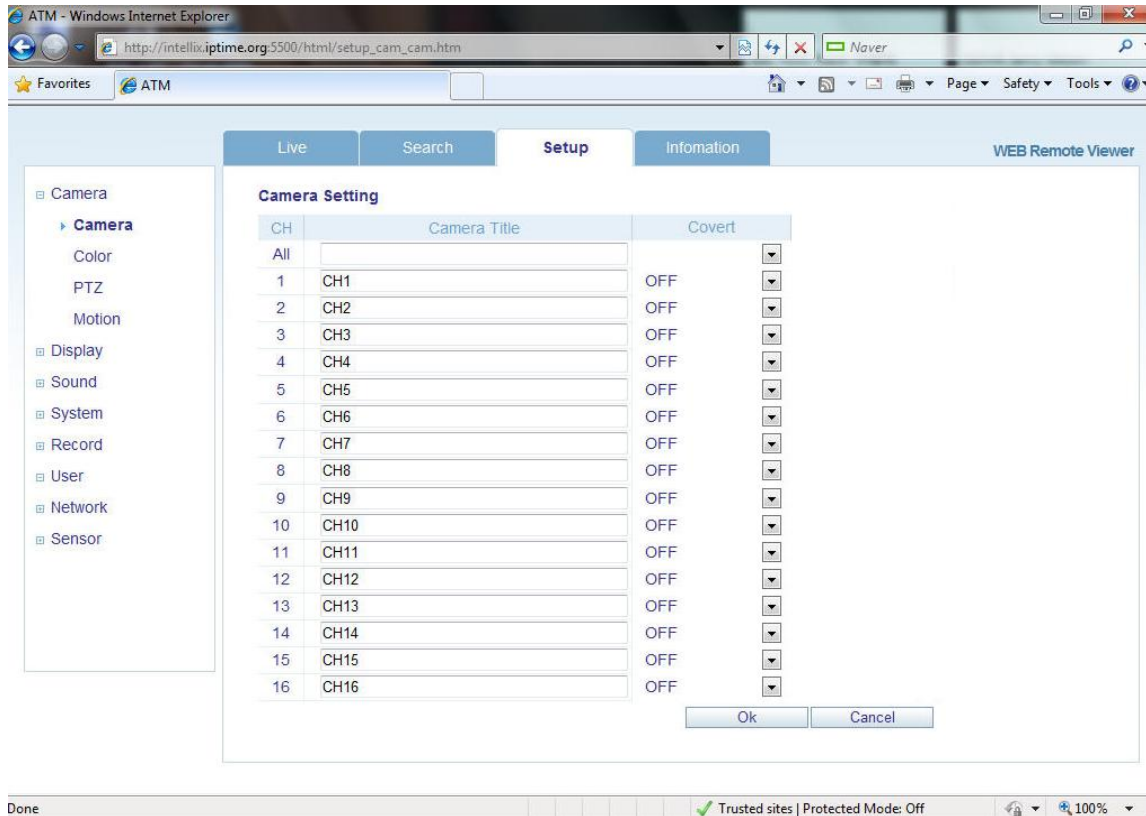 ATM - Windows Internet Explorer
http://intellix.iptime.org:5500/html/setup_cam_cam.htm
Naver
Favorites
ATM
Page Safety Tools
Live Search Setup Infomation
WEB Remote Viewer
Camera
Camera
Color
PTZ
Motion
Display
Sound
System
Record
User
Network
Sensor
Camera Setting
CH Camera Title Covert
All
1 CH1 OFF
2 CH2 OFF
3 CH3 OFF
4 CH4 OFF
5 CH5 OFF
6 CH6 OFF
7 CH7 OFF
8 CH8 OFF
9 CH9 OFF
10 CH10 OFF
11 CH11 OFF
12 CH12 OFF
13 CH13 OFF
14 CH14 OFF
15 CH15 OFF
16 CH16 OFF
Ok Cancel
Done
Trusted sites | Protected Mode: Off
100%